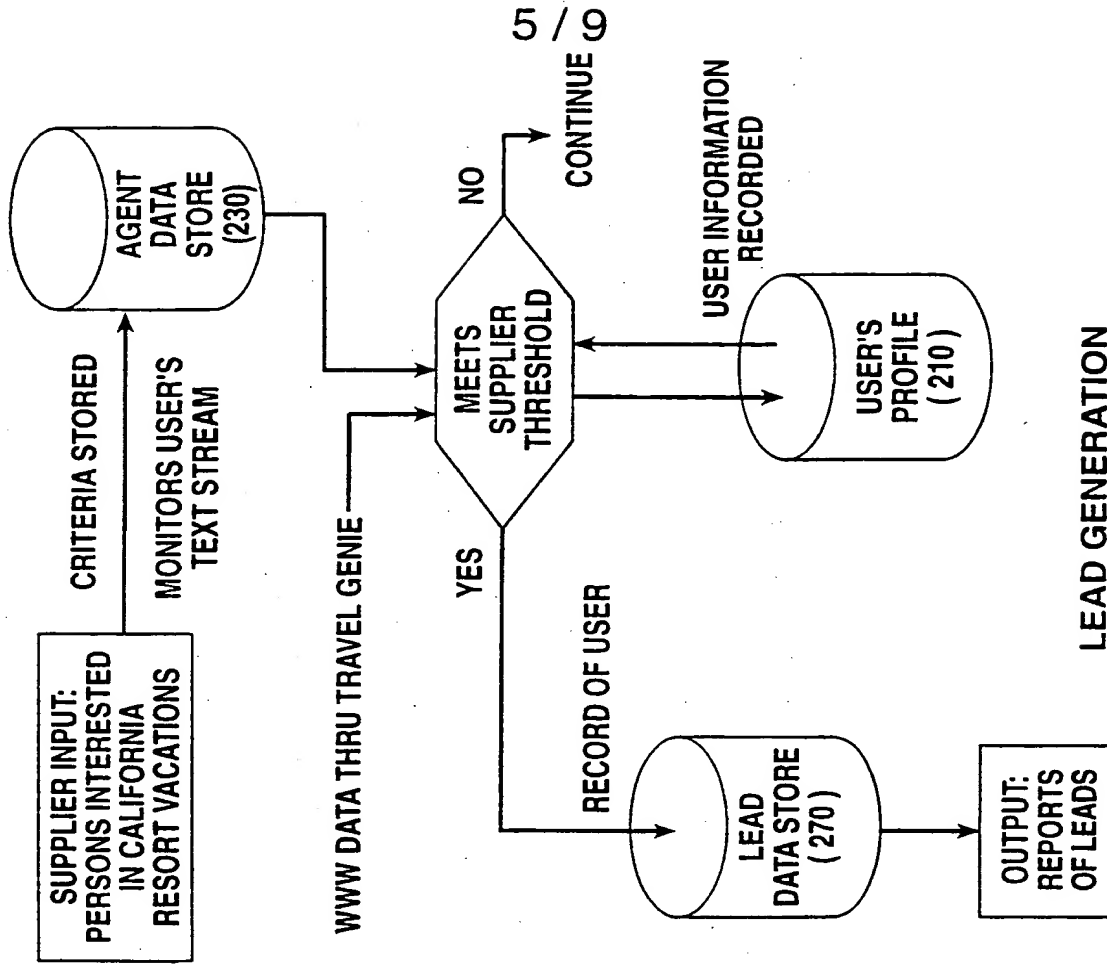 5 / 9
SUPPLIER INPUT:
PERSONS INTERESTED
IN CALIFORNIA
RESORT VACATIONS
CRITERIA STORED
MONITORS USER'S
TEXT STREAM
AGENT
DATA
STORE
(230)
WWW DATA THRU TRAVEL GENIE
MEETS
SUPPLIER
THRESHOLD
NO
CONTINUE
YES
USER INFORMATION
RECORDED
USER'S
PROFILE
( 210 )
RECORD OF USER
LEAD
DATA STORE
( 270 )
OUTPUT:
REPORTS
OF LEADS
LEAD GENERATION